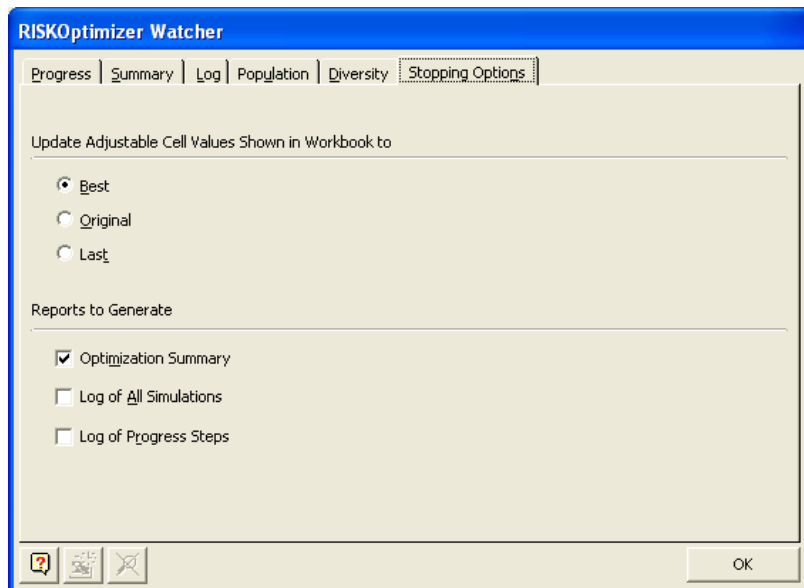 RISKOptimizer Watcher
Progress Summary Log Population Diversity Stopping Options
Update Adjustable Cell Values Shown in Workbook to
Best
Original
Last
Reports to Generate
Optimization Summary
Log of All Simulations
Log of Progress Steps
? OK